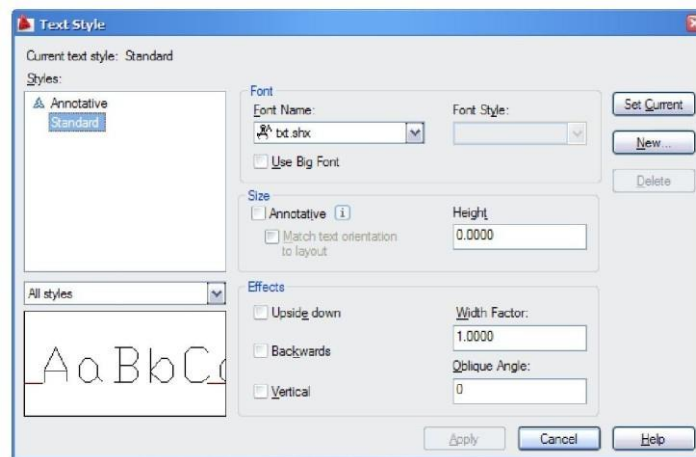 Text Style
Current text style: Standard
Styles:
Annotative
Standard
All styles
AaBbCc
Font
Font Name:
txt.shx
Use Big Font
Font Style:
Size
Annotative i
Match text orientation
to layout
Height
0.0000
Effects
Upside down
Backwards
Vertical
Width Factor:
1.0000
Oblique Angle:
0
Set Current
New...
Delete
Apply
Cancel
Help